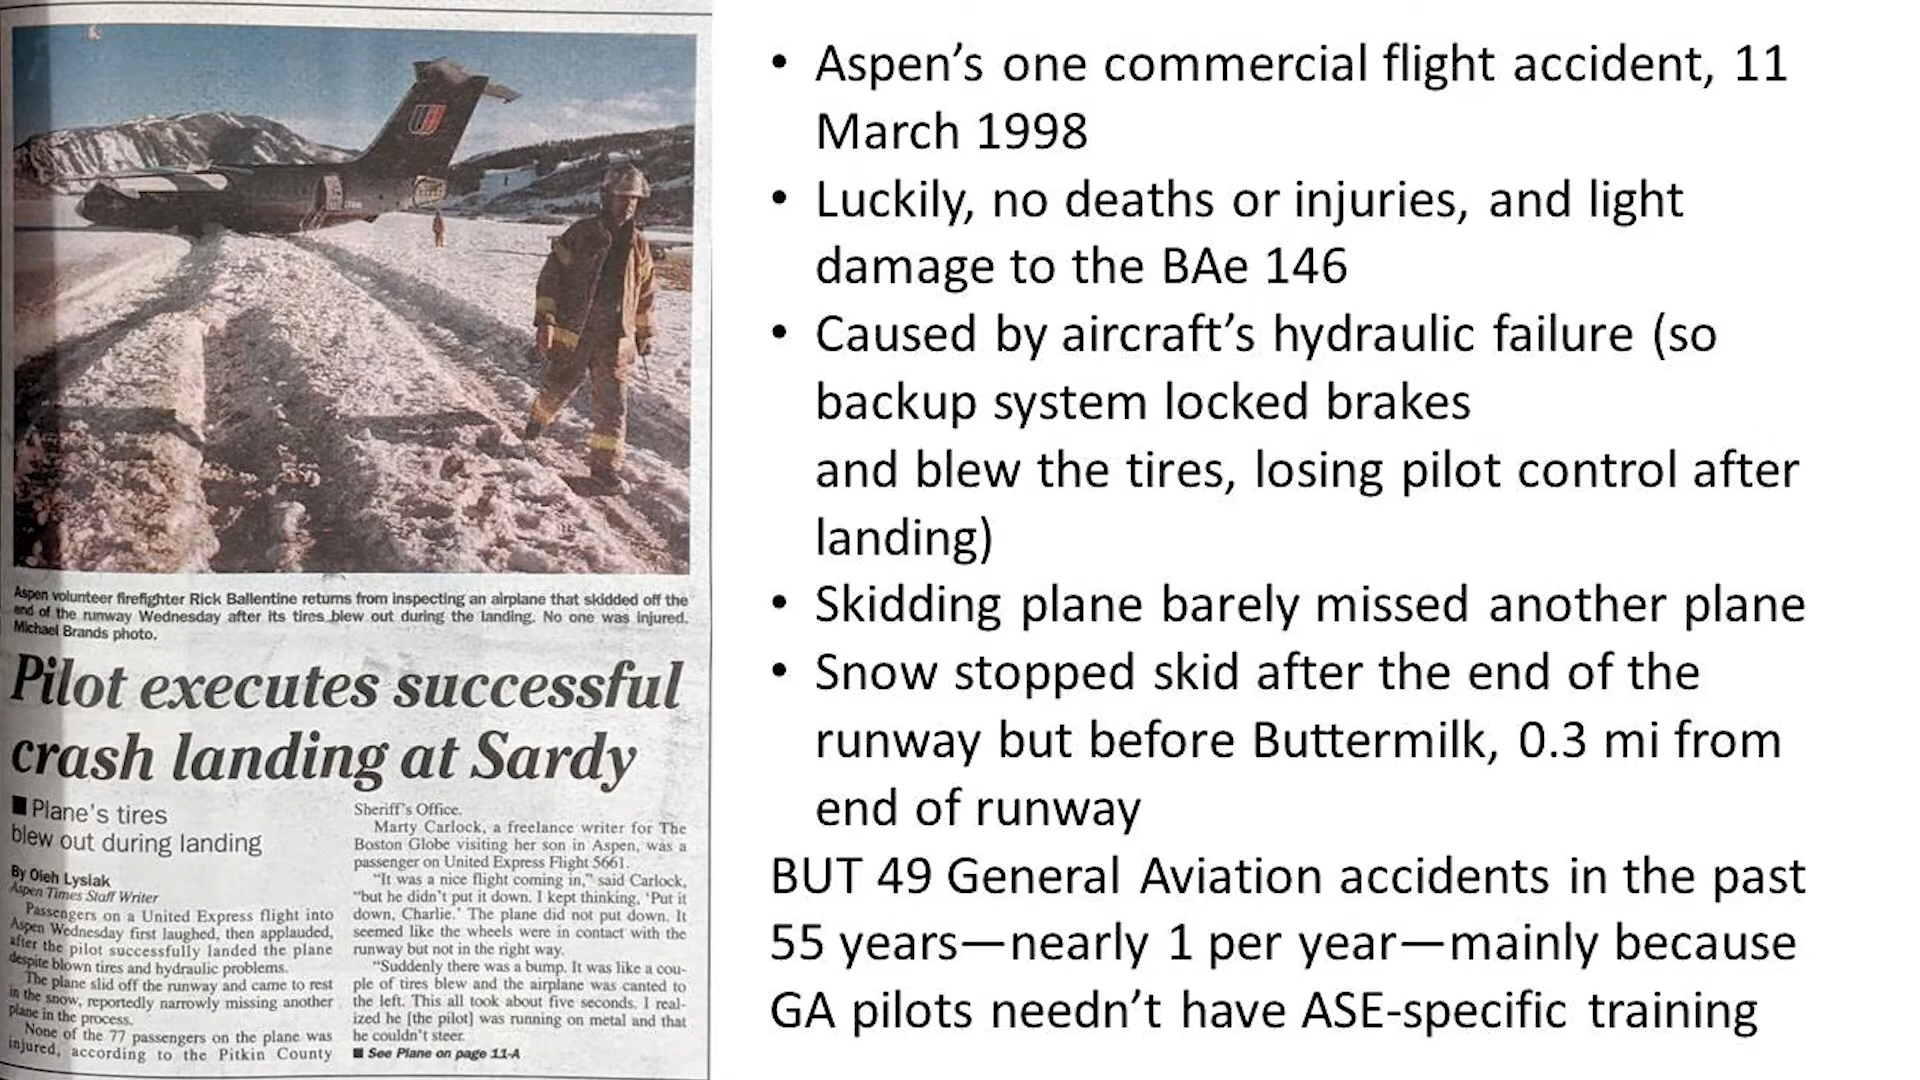 Aspen volunteer firefighter Rick Ballentine returns from inspecting an airplane that skidded off the
end of the runway Wednesday after its tires blew out during the landing. No one was injured.
Michael Brands photo.
Pilot executes successful
crash landing at Sardy
■ Plane's tires
blew out during landing
By Oleh Lysiak
Aspen Times Staff Writer
Passengers on a United Express flight into
Aspen Wednesday first laughed, then applauded,
after the pilot successfully landed the plane
despite blown tires and hydraulic problems.
The plane slid off the runway and came to rest
in the snow, reportedly narrowly missing another
plane in the process.
None of the 77 passengers on the plane was
injured, according to the Pitkin County
Sheriff's Office.
Marty Carlock, a freelance writer for The
Boston Globe visiting her son in Aspen, was a
passenger on United Express Flight 5661.
“It was a nice flight coming in,” said Carlock,
“but he didn't put it down. I kept thinking, ‘Put it
down, Charlie.’ The plane did not put down. It
seemed like the wheels were in contact with the
runway but not in the right way.
“Suddenly there was a bump. It was like a cou-
ple of tires blew and the airplane was canted to
the left. This all took about five seconds. I real-
ized he [the pilot] was running on metal and that
he couldn't steer.
■ See Plane on page 11-A
• Aspen’s one commercial flight accident, 11
March 1998
• Luckily, no deaths or injuries, and light
damage to the BAe 146
• Caused by aircraft’s hydraulic failure (so
backup system locked brakes
and blew the tires, losing pilot control after
landing)
• Skidding plane barely missed another plane
• Snow stopped skid after the end of the
runway but before Buttermilk, 0.3 mi from
end of runway
BUT 49 General Aviation accidents in the past
55 years—nearly 1 per year—mainly because
GA pilots needn’t have ASE-specific training